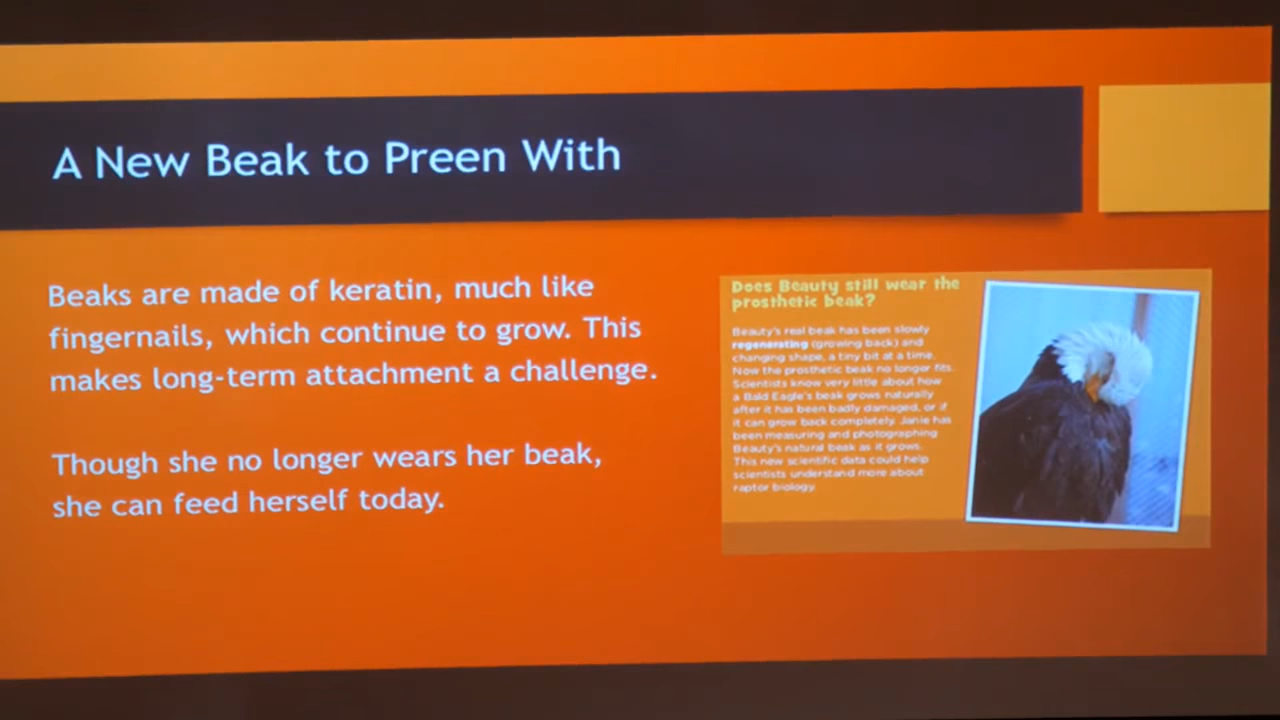 A New Beak to Preen With
Beaks are made of keratin, much like
fingernails, which continue to grow. This
makes long-term attachment a challenge.
Though she no longer wears her beak,
she can feed herself today.
Does Beauty still wear the
prosthetic beak?
Beauty's real beak has been slowly
regenerating (growing back) and
changing shape, a tiny bit at a time.
Now the prosthetic beak no longer fits.
Scientists know very little about how
a Bald Eagle's beak grows naturally
after it has been badly damaged, or if
it can grow back completely. Janie has
been measuring and photographing
Beauty's natural beak as it grows.
This new scientific data could help
scientists understand more about
raptor biology.